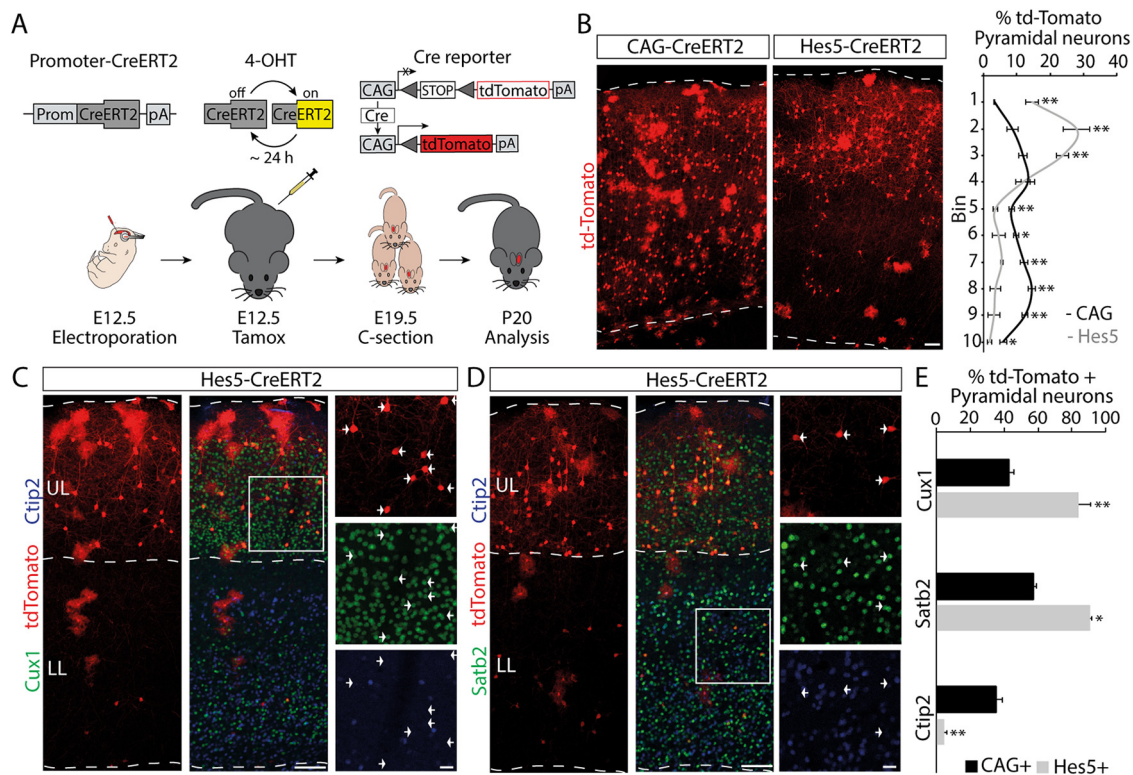 A
Promoter-CreERT2
Prom CreERT2 pA
4-OHT
off on
CreERT2 CreERT2
~ 24 h
Cre reporter
CAG x STOP tdTomato pA
Cre
CAG tdTomato pA
E12.5 E12.5 E19.5 P20
Electroporation Tamox C-section Analysis
B
CAG-CreERT2 Hes5-CreERT2
td-Tomato
% td-Tomato
Pyramidal neurons
0 10 20 30 40
Bin
1 **
2 **
3 **
4
5 **
6 *
7 **
8 **
9 **
10 *
- CAG
- Hes5
C
Hes5-CreERT2
Cux1 tdTomato Ctip2
UL
LL
D
Hes5-CreERT2
Satb2 tdTomato Ctip2
UL
LL
E
% td-Tomato +
Pyramidal neurons
0 20 40 60 80 100
Cux1 **
Satb2 *
Ctip2 **
CAG+ Hes5+